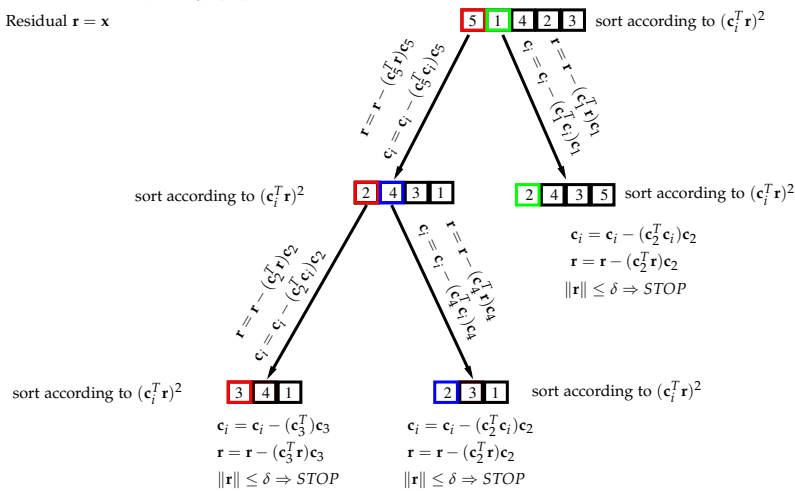 Residual r = x
5 1 4 2 3 sort according to (c_i^T r)^2
r = r − (c_5^T r)c_5
c_i = c_i − (c_5^T c_i)c_5
r = r − (c_1^T r)c_1
c_i = c_i − (c_1^T c_i)c_1
sort according to (c_i^T r)^2 2 4 3 1
2 4 3 5 sort according to (c_i^T r)^2
c_i = c_i − (c_2^T c_i)c_2
r = r − (c_2^T r)c_2
‖r‖ ≤ δ ⇒ STOP
r = r − (c_2^T r)c_2
c_i = c_i − (c_2^T c_i)c_2
r = r − (c_4^T r)c_4
c_i = c_i − (c_4^T c_i)c_4
sort according to (c_i^T r)^2 3 4 1
2 3 1 sort according to (c_i^T r)^2
c_i = c_i − (c_3^T)c_3
r = r − (c_3^T r)c_3
‖r‖ ≤ δ ⇒ STOP
c_i = c_i − (c_2^T c_i)c_2
r = r − (c_2^T r)c_2
‖r‖ ≤ δ ⇒ STOP